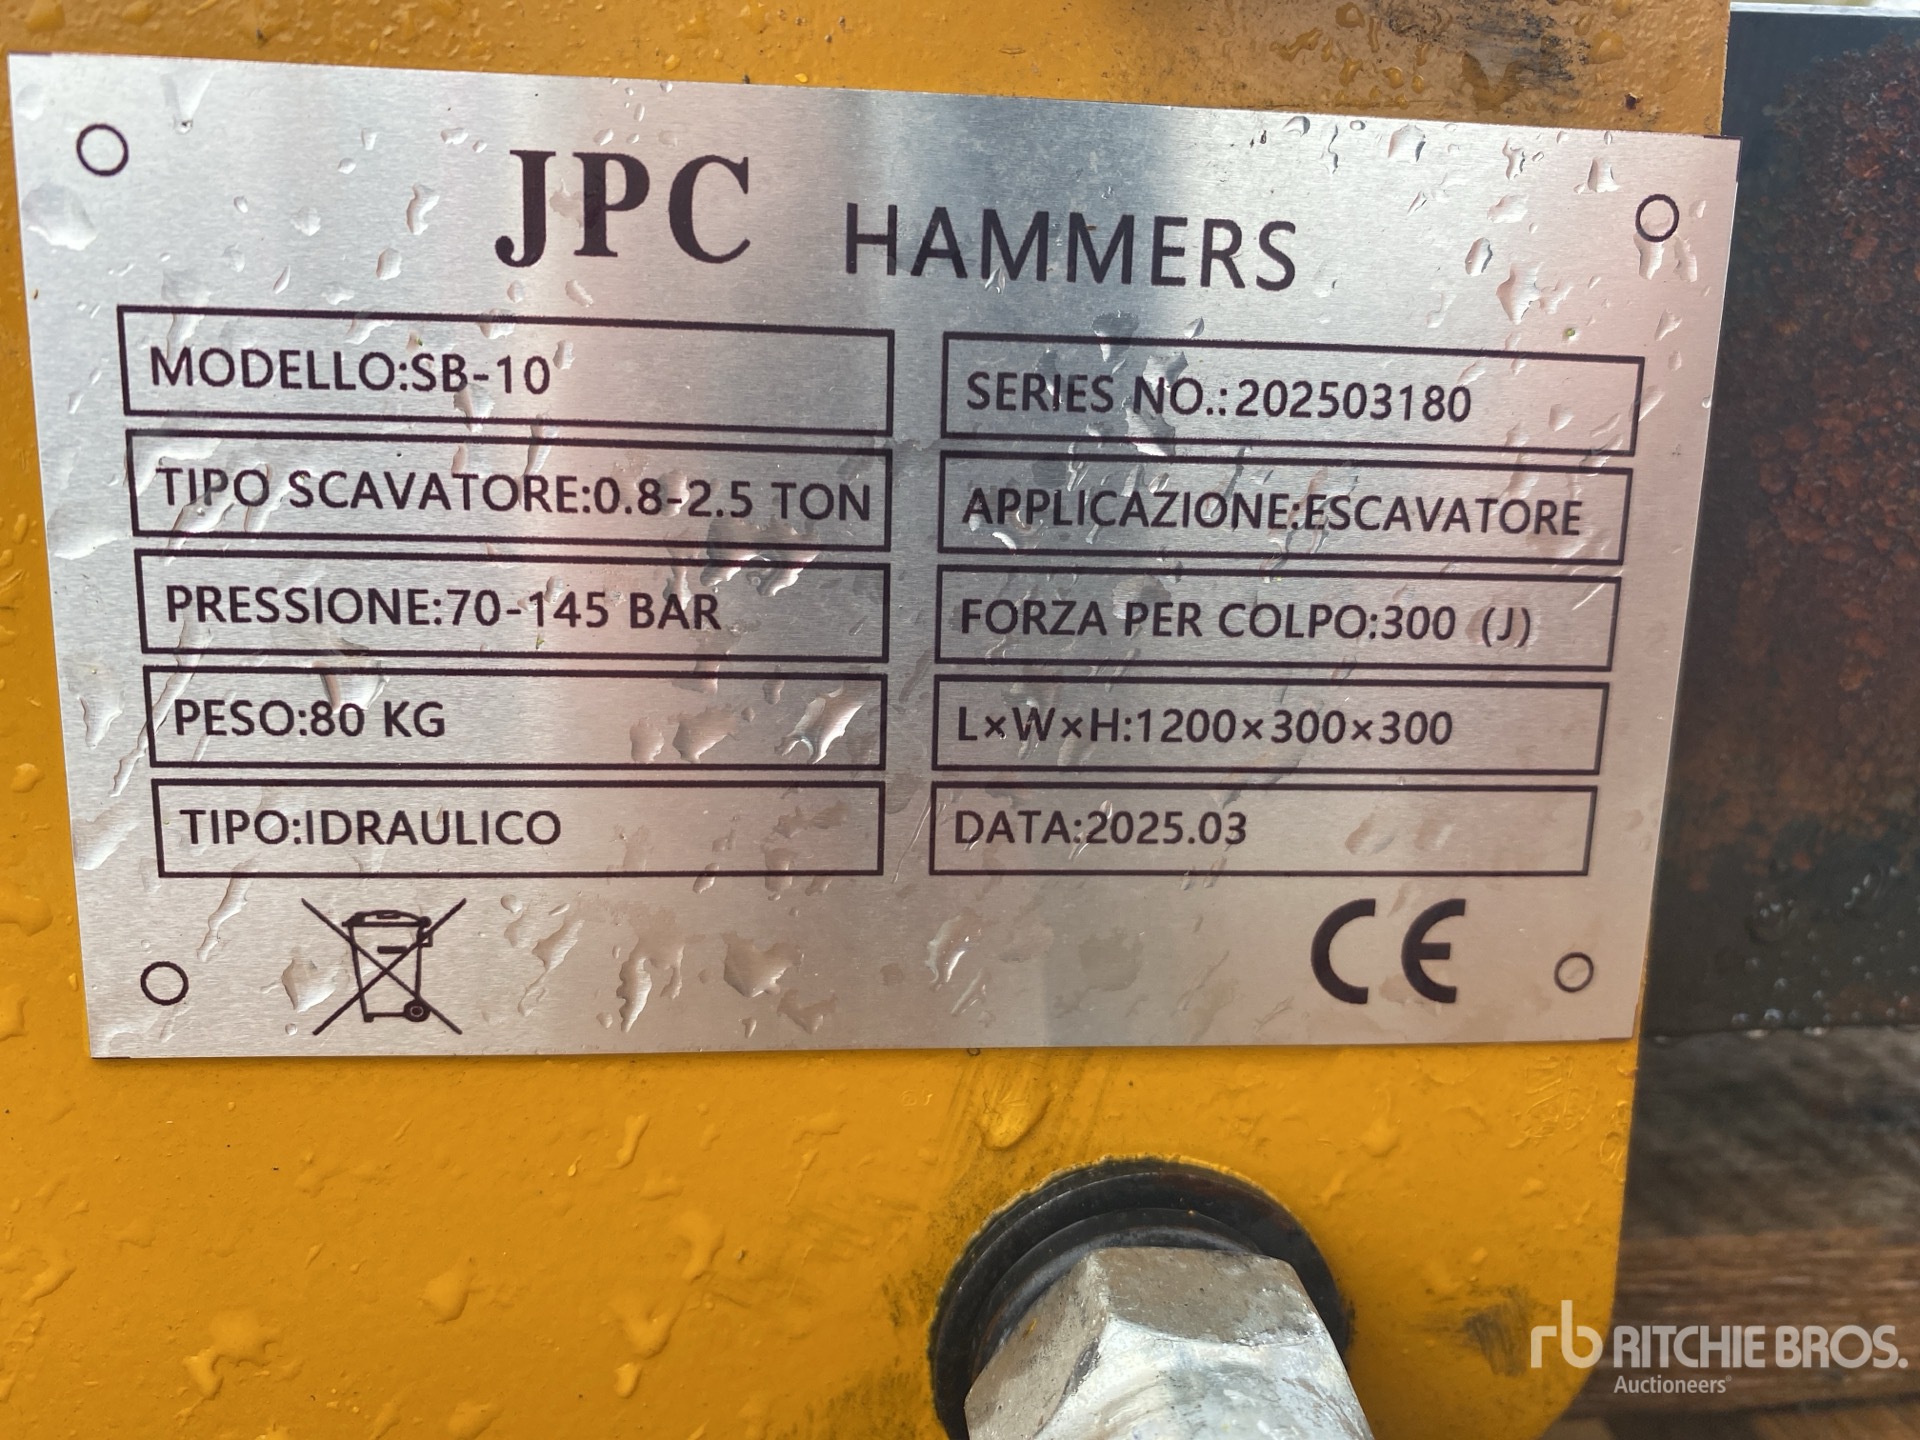 JPC HAMMERS
MODELLO:SB-10
SERIES NO.:202503180
TIPO SCAVATORE:0.8-2.5 TON
APPLICAZIONE:ESCAVATORE
PRESSIONE:70-145 BAR
FORZA PER COLPO:300 (J)
PESO:80 KG
L×W×H:1200×300×300
TIPO:IDRAULICO
DATA:2025.03
CE
rb RITCHIE BROS.
Auctioneers